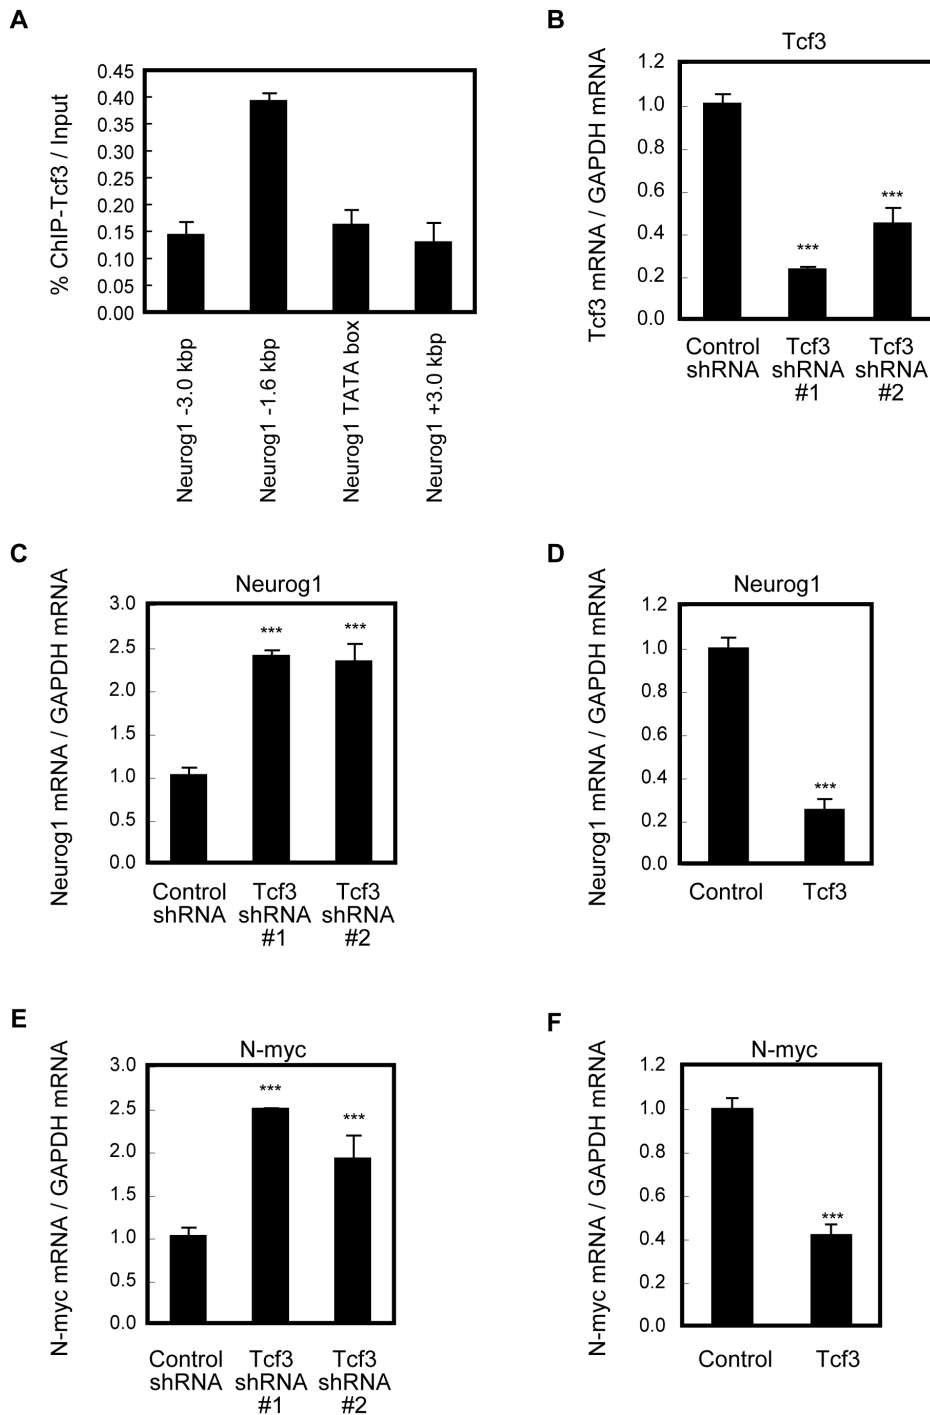 A
% ChIP-Tcf3 / Input
0.45
0.40
0.35
0.30
0.25
0.20
0.15
0.10
0.05
0.00
Neurog1 -3.0 kbp
Neurog1 -1.6 kbp
Neurog1 TATA box
Neurog1 +3.0 kbp
B
Tcf3
Tcf3 mRNA / GAPDH mRNA
1.2
1.0
0.8
0.6
0.4
0.2
0.0
***
***
Control shRNA
Tcf3 shRNA #1
Tcf3 shRNA #2
C
Neurog1
Neurog1 mRNA / GAPDH mRNA
3.0
2.5
2.0
1.5
1.0
0.5
0.0
***
***
Control shRNA
Tcf3 shRNA #1
Tcf3 shRNA #2
D
Neurog1
Neurog1 mRNA / GAPDH mRNA
1.2
1.0
0.8
0.6
0.4
0.2
0.0
***
Control
Tcf3
E
N-myc
N-myc mRNA / GAPDH mRNA
3.0
2.5
2.0
1.5
1.0
0.5
0.0
***
***
Control shRNA
Tcf3 shRNA #1
Tcf3 shRNA #2
F
N-myc
N-myc mRNA / GAPDH mRNA
1.2
1.0
0.8
0.6
0.4
0.2
0.0
***
Control
Tcf3